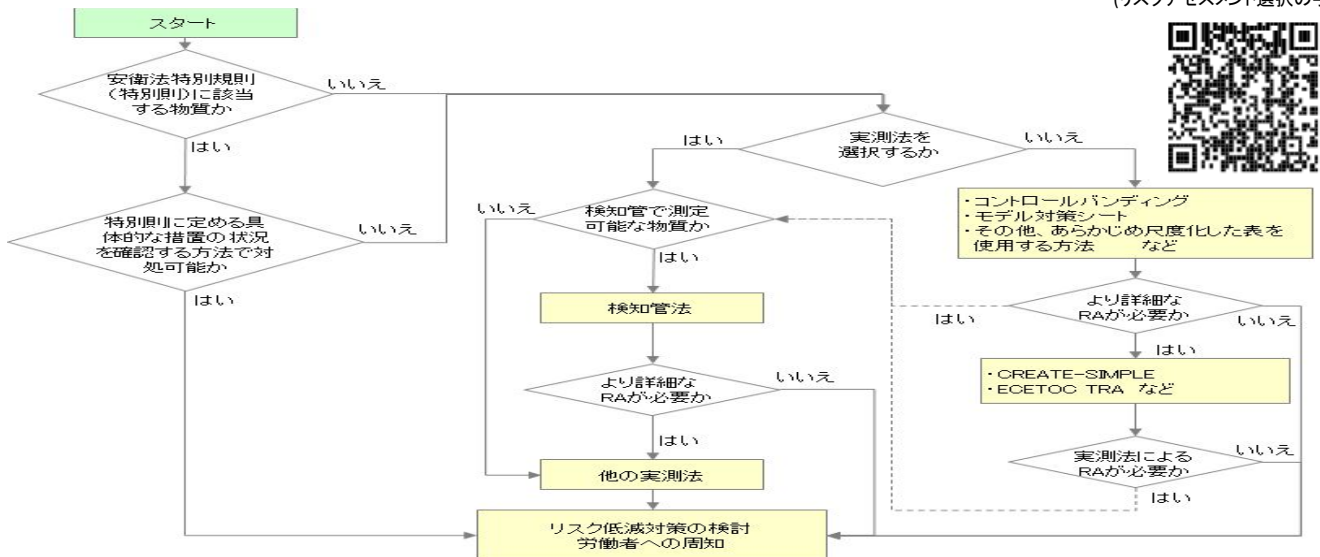 (リスクアセスメント選択の
スタート
安衛法特別規則
(特別則)に該当
する物質か
いいえ
はい
特別則に定める具
体的な措置の状況
を確認する方法で対
処可能か
いいえ
はい
実測法を
選択するか
はい
いいえ
検知管で測定
可能な物質か
いいえ
はい
検知管法
より詳細な
RAが必要か
いいえ
はい
他の実測法
・コントロールバンディング
・モデル対策シート
・その他、あらかじめ尺度化した表を
使用する方法 など
より詳細な
RAが必要か
はい
いいえ
はい
・CREATE-SIMPLE
・ECETOC TRA など
実測法による
RAが必要か
いいえ
はい
リスク低減対策の検討
労働者への周知